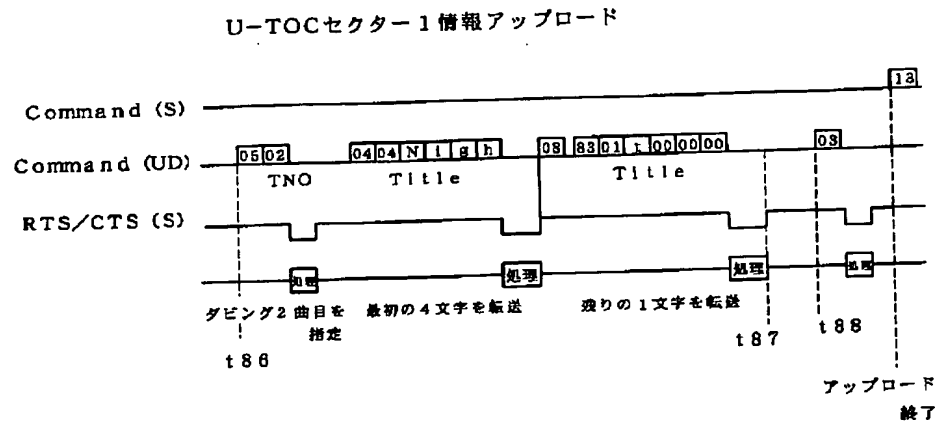 U-TOCセクター1情報アップロード
13
Command (S)
Command (UD)
05 02
04 04 N i g h
08
83 01 t 00 00 00
03
TNO
Title
Title
RTS/CTS (S)
処理
処理
処理
処理
ダビング2曲目を
指定
最初の4文字を転送
残りの1文字を転送
t86
t87
t88
アップロード
終了